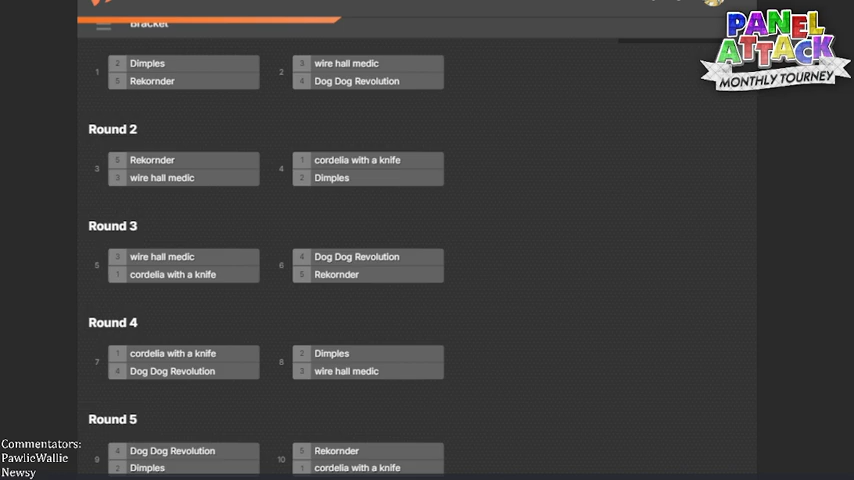 Bracket
PANEL
ATTACK
MONTHLY TOURNEY
1
2 Dimples
5 Rekornder
2
3 wire hall medic
4 Dog Dog Revolution
Round 2
3
5 Rekornder
3 wire hall medic
4
1 cordelia with a knife
2 Dimples
Round 3
5
3 wire hall medic
1 cordelia with a knife
6
4 Dog Dog Revolution
5 Rekornder
Round 4
7
1 cordelia with a knife
4 Dog Dog Revolution
8
2 Dimples
3 wire hall medic
Round 5
9
4 Dog Dog Revolution
2 Dimples
10
5 Rekornder
1 cordelia with a knife
Commentators:
PawlieWallie
Newsy